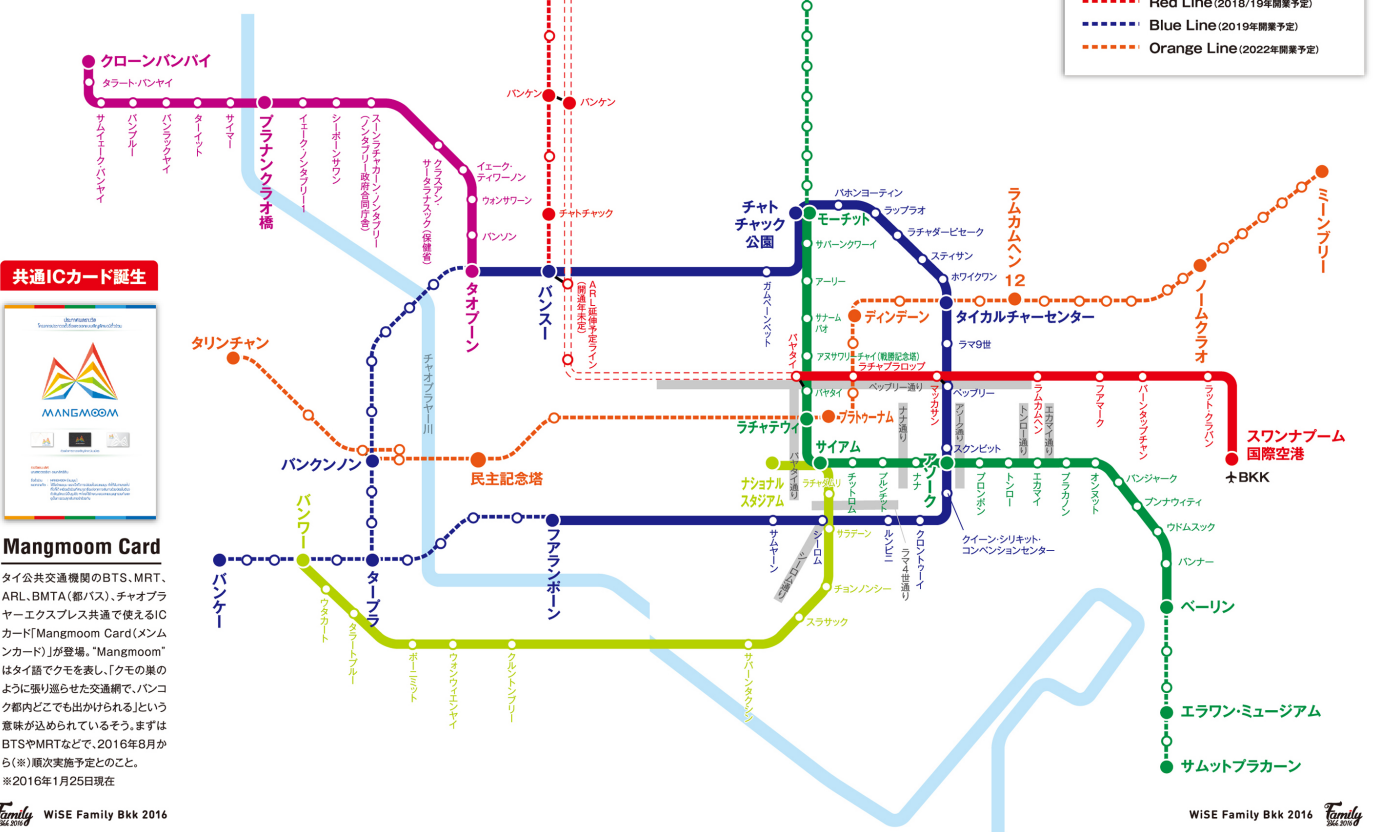 Red Line(2018/19年開業予定)
Blue Line(2019年開業予定)
Orange Line(2022年開業予定)
クローンバンパイ
タラート・バンヤイ
サムイェーク・バンヤイ
バンプルー
バンラックヤイ
ターイット
サイマー
プラナンクラオ橋
イェーク・ノンタブリー1
シーポーンサワン
スーンラチャカーン・ノンタブリー
(ノンタブリー政府合同庁舎)
クラスアン・
サータラナスック(保健省)
イェーク・
ティワーノン
ウォンサワーン
バンソン
タオプーン
バンケン
バンケン
チャトチャック
バンスー
ARL延伸予定ライン
(開通年未定)
チャト
チャック
公園
モーチット
パホンヨーティン
ラップラオ
ラチャダーピセーク
スティサン
ホワイクワン
タイカルチャーセンター
ラマ9世
ペッブリー
スクンビット
ガムペーンペット
サパーンクワーイ
アーリー
サナーム
パオ
アヌサワリーチャイ(戦勝記念塔)
パヤタイ
パヤタイ
ラチャテウィ
サイアム
ラチャプラロップ
ペッブリー通り
マッカサン
ラムカムヘン
フアマーク
バーンタップチャン
ラット・クラバン
スワンナプーム
国際空港
BKK
ディンデーン
プラトゥーナム
ラムカムヘン
12
ノームクラオ
ミーンブリー
タリンチャン
民主記念塔
バンクンノン
チャオプラヤー川
ナナ通り
アソーク通り
トンロー通り
エカマイ通り
パヤタイ通り
ナショナル
スタジアム
ラチャダムリ
チットロム
プルンチット
ナナ
アソーク
プロンポン
トンロー
エカマイ
プラカノン
オンヌット
バンジャーク
プンナウィティ
ウドムスック
バンナー
ベーリン
エラワン・ミュージアム
サムットプラカーン
クイーン・シリキット・
コンベンションセンター
クロントゥーイ
ラマ4世通り
ルンピニ
シーロム
シーロム通り
サムヤーン
フアランポーン
サラデーン
チョンノンシー
スラサック
サパーンタクシン
クルントンブリー
ウォンウィエンヤイ
ポーニミット
タラートプルー
ウタカート
バンワー
タープラ
バンケー
共通ICカード誕生
MANGMOOM
Mangmoom Card
タイ公共交通機関のBTS、MRT、
ARL、BMTA(都バス)、チャオプラ
ヤーエクスプレス共通で使えるIC
カード「Mangmoom Card(メンム
ンカード)」が登場。“Mangmoom”
はタイ語でクモを表し、「クモの巣の
ように張り巡らせた交通網で、バンコ
ク都内どこでも出かけられる」という
意味が込められているそう。まずは
BTSやMRTなどで、2016年8月か
ら(※)順次実施予定とのこと。
※2016年1月25日現在
Family
Bkk 2016
WiSE Family Bkk 2016
WiSE Family Bkk 2016
Family
Bkk 2016